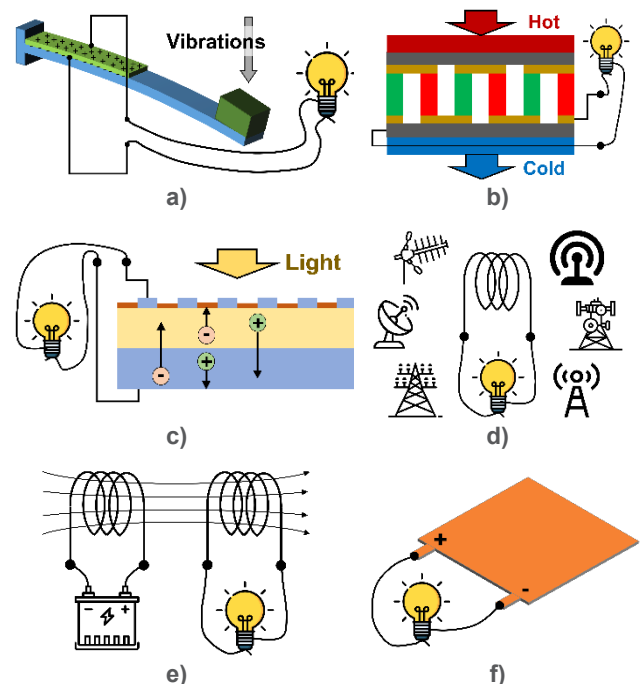 Vibrations
a)
Hot
Cold
b)
Light
- + - +
c)
d)
- +
e)
+
-
f)